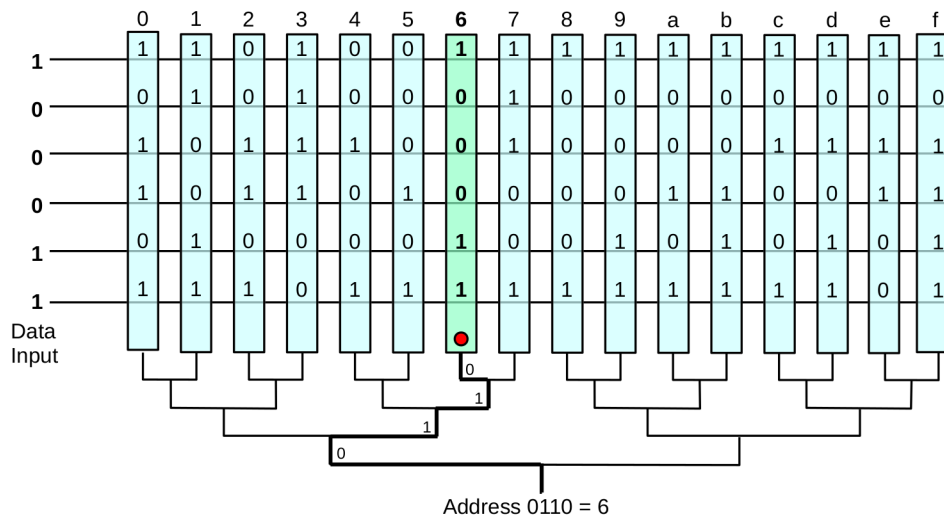 0 1 2 3 4 5 6 7 8 9 a b c d e f
1 1 1 0 1 0 0 1 1 1 1 1 1 1 1 1 1
0 0 1 0 1 0 0 0 1 0 0 0 0 0 0 0 0
0 1 0 1 1 1 0 0 1 0 0 0 0 1 1 1 1
0 1 0 1 1 0 1 0 0 0 0 1 1 0 0 1 1
1 0 1 0 0 0 0 1 0 0 1 0 1 0 1 0 1
1 1 1 1 0 1 1 1 1 1 1 1 1 1 1 0 1
Data
Input
0
1
1
0
Address 0110 = 6